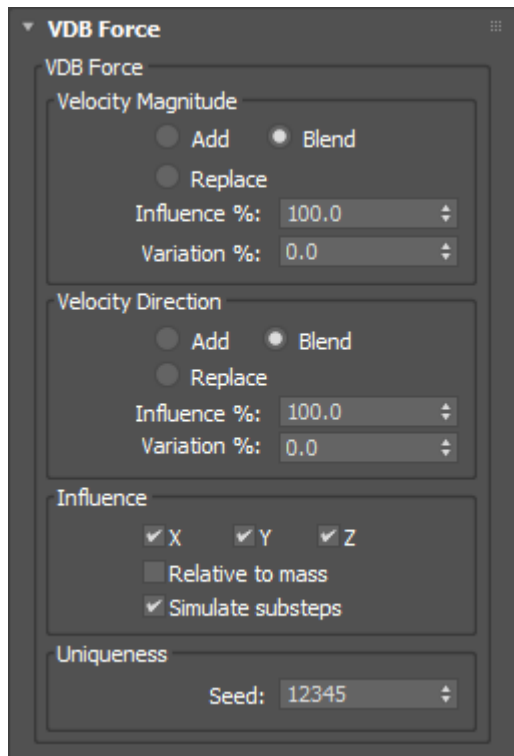 VDB Force
VDB Force
Velocity Magnitude
Add Blend
Replace
Influence %: 100.0
Variation %: 0.0
Velocity Direction
Add Blend
Replace
Influence %: 100.0
Variation %: 0.0
Influence
X Y Z
Relative to mass
Simulate substeps
Uniqueness
Seed: 12345